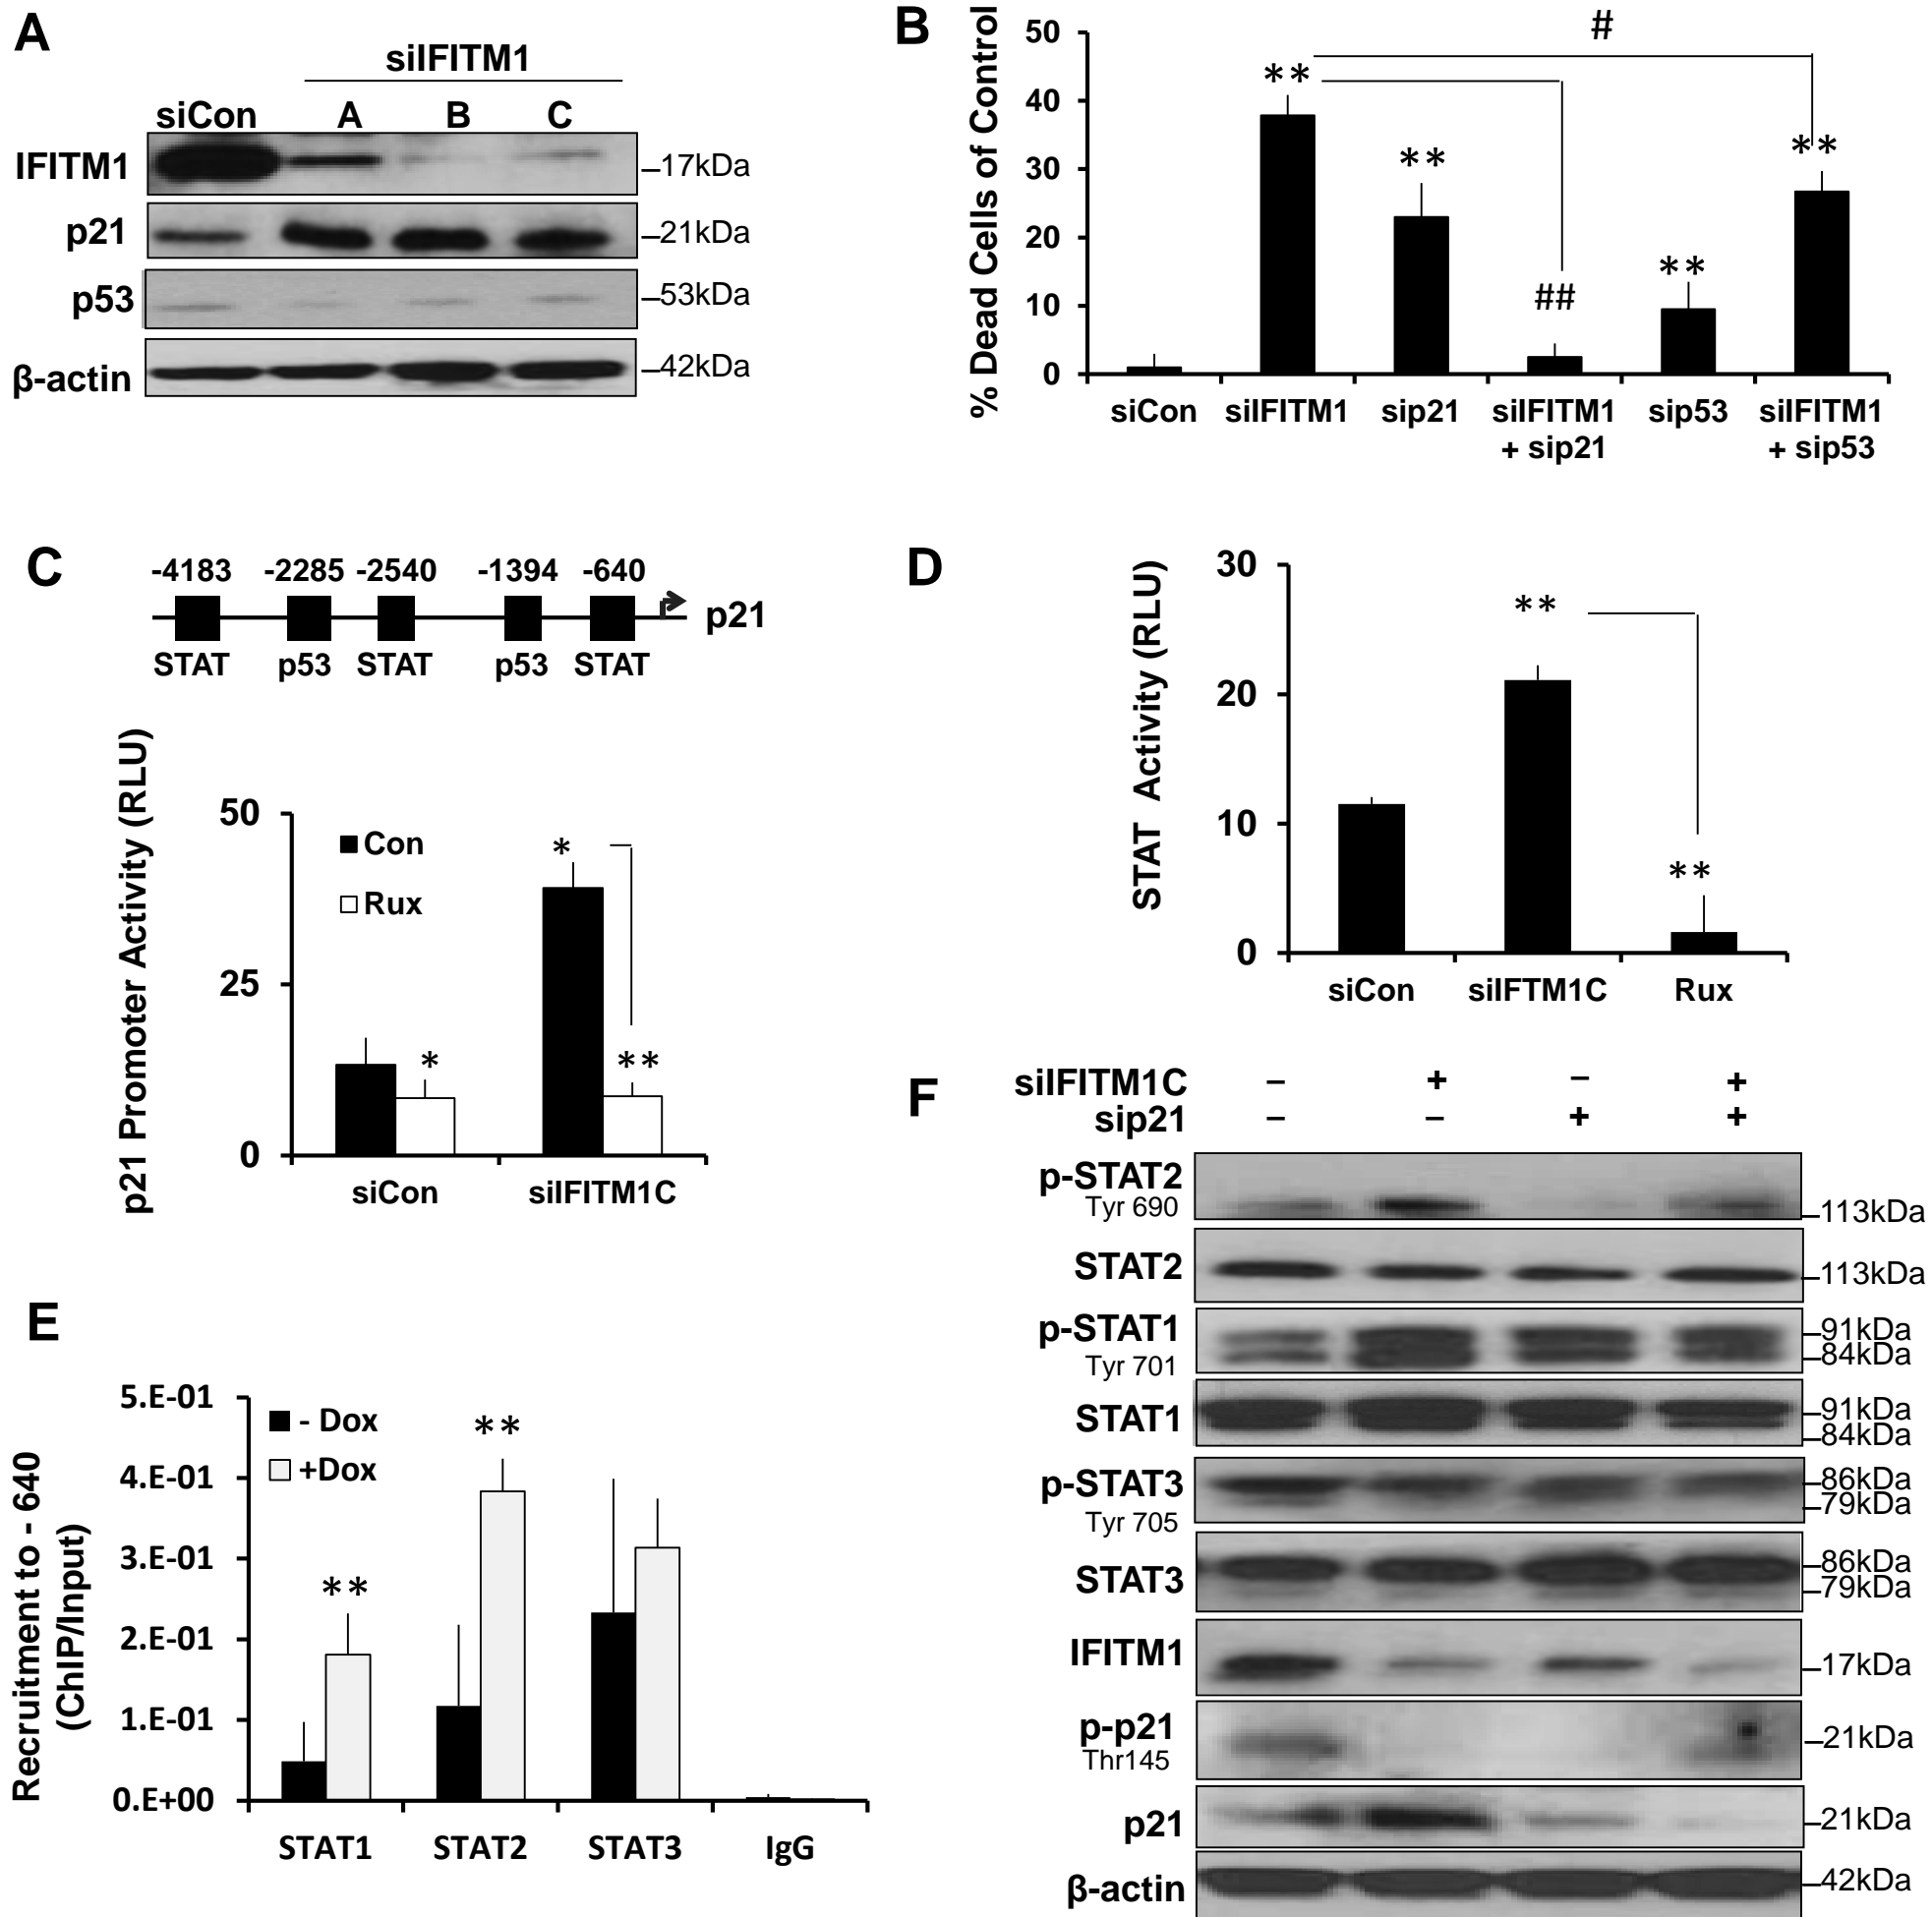 A
siIFITM1
siCon A B C
IFITM1 –17kDa
p21 –21kDa
p53 –53kDa
β-actin –42kDa
B
% Dead Cells of Control
50
40
30
20
10
0
#
**
**
##
**
**
siCon siIFITM1 sip21 siIFITM1 + sip21 sip53 siIFITM1 + sip53
C
-4183 -2285 -2540 -1394 -640
p21
STAT p53 STAT p53 STAT
p21 Promoter Activity (RLU)
50
25
0
Con
Rux
*
*
**
siCon siIFITM1C
D
STAT Activity (RLU)
30
20
10
0
**
**
siCon siIFTM1C Rux
E
Recruitment to - 640
(ChIP/Input)
5.E-01
4.E-01
3.E-01
2.E-01
1.E-01
0.E+00
- Dox
+Dox
**
**
STAT1 STAT2 STAT3 IgG
F
siIFITM1C – + – +
sip21 – – + +
p-STAT2
Tyr 690
–113kDa
STAT2 –113kDa
p-STAT1
Tyr 701
–91kDa
–84kDa
STAT1
–91kDa
–84kDa
p-STAT3
Tyr 705
–86kDa
–79kDa
STAT3
–86kDa
–79kDa
IFITM1 –17kDa
p-p21
Thr145
–21kDa
p21 –21kDa
β-actin –42kDa